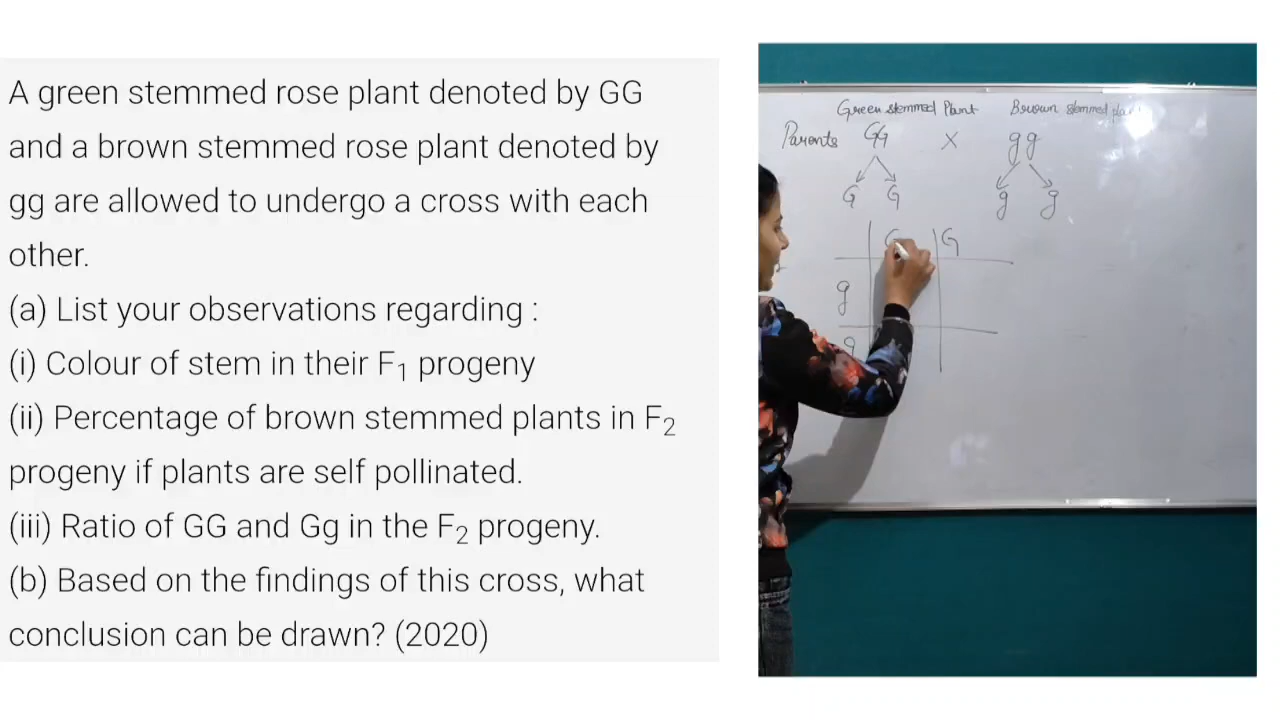 A green stemmed rose plant denoted by GG
and a brown stemmed rose plant denoted by
gg are allowed to undergo a cross with each
other.
(a) List your observations regarding :
(i) Colour of stem in their F₁ progeny
(ii) Percentage of brown stemmed plants in F₂
progeny if plants are self pollinated.
(iii) Ratio of GG and Gg in the F₂ progeny.
(b) Based on the findings of this cross, what
conclusion can be drawn? (2020)
Green stemmed Plant Brown stemmed
Parents GG X gg
G G g g
G G
g
g